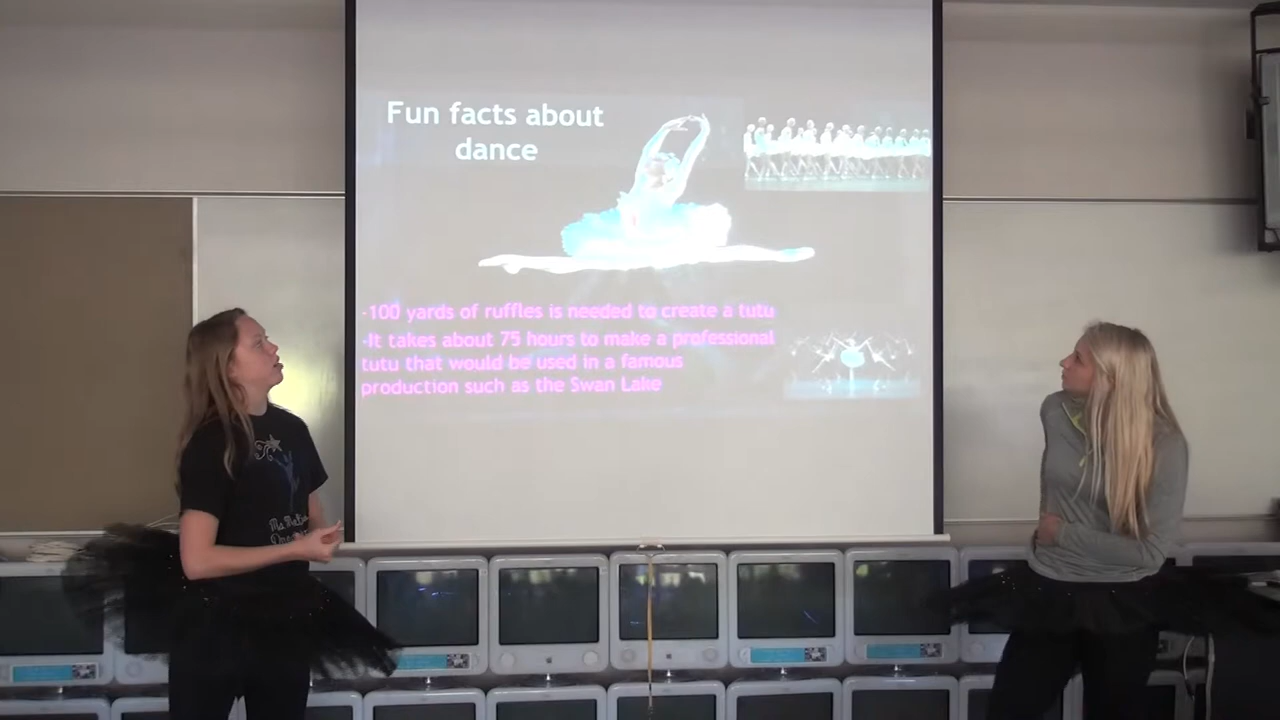 Fun facts about
dance
-100 yards of ruffles is needed to create a tutu
-It takes about 75 hours to make a professional
tutu that would be used in a famous
production such as the Swan Lake